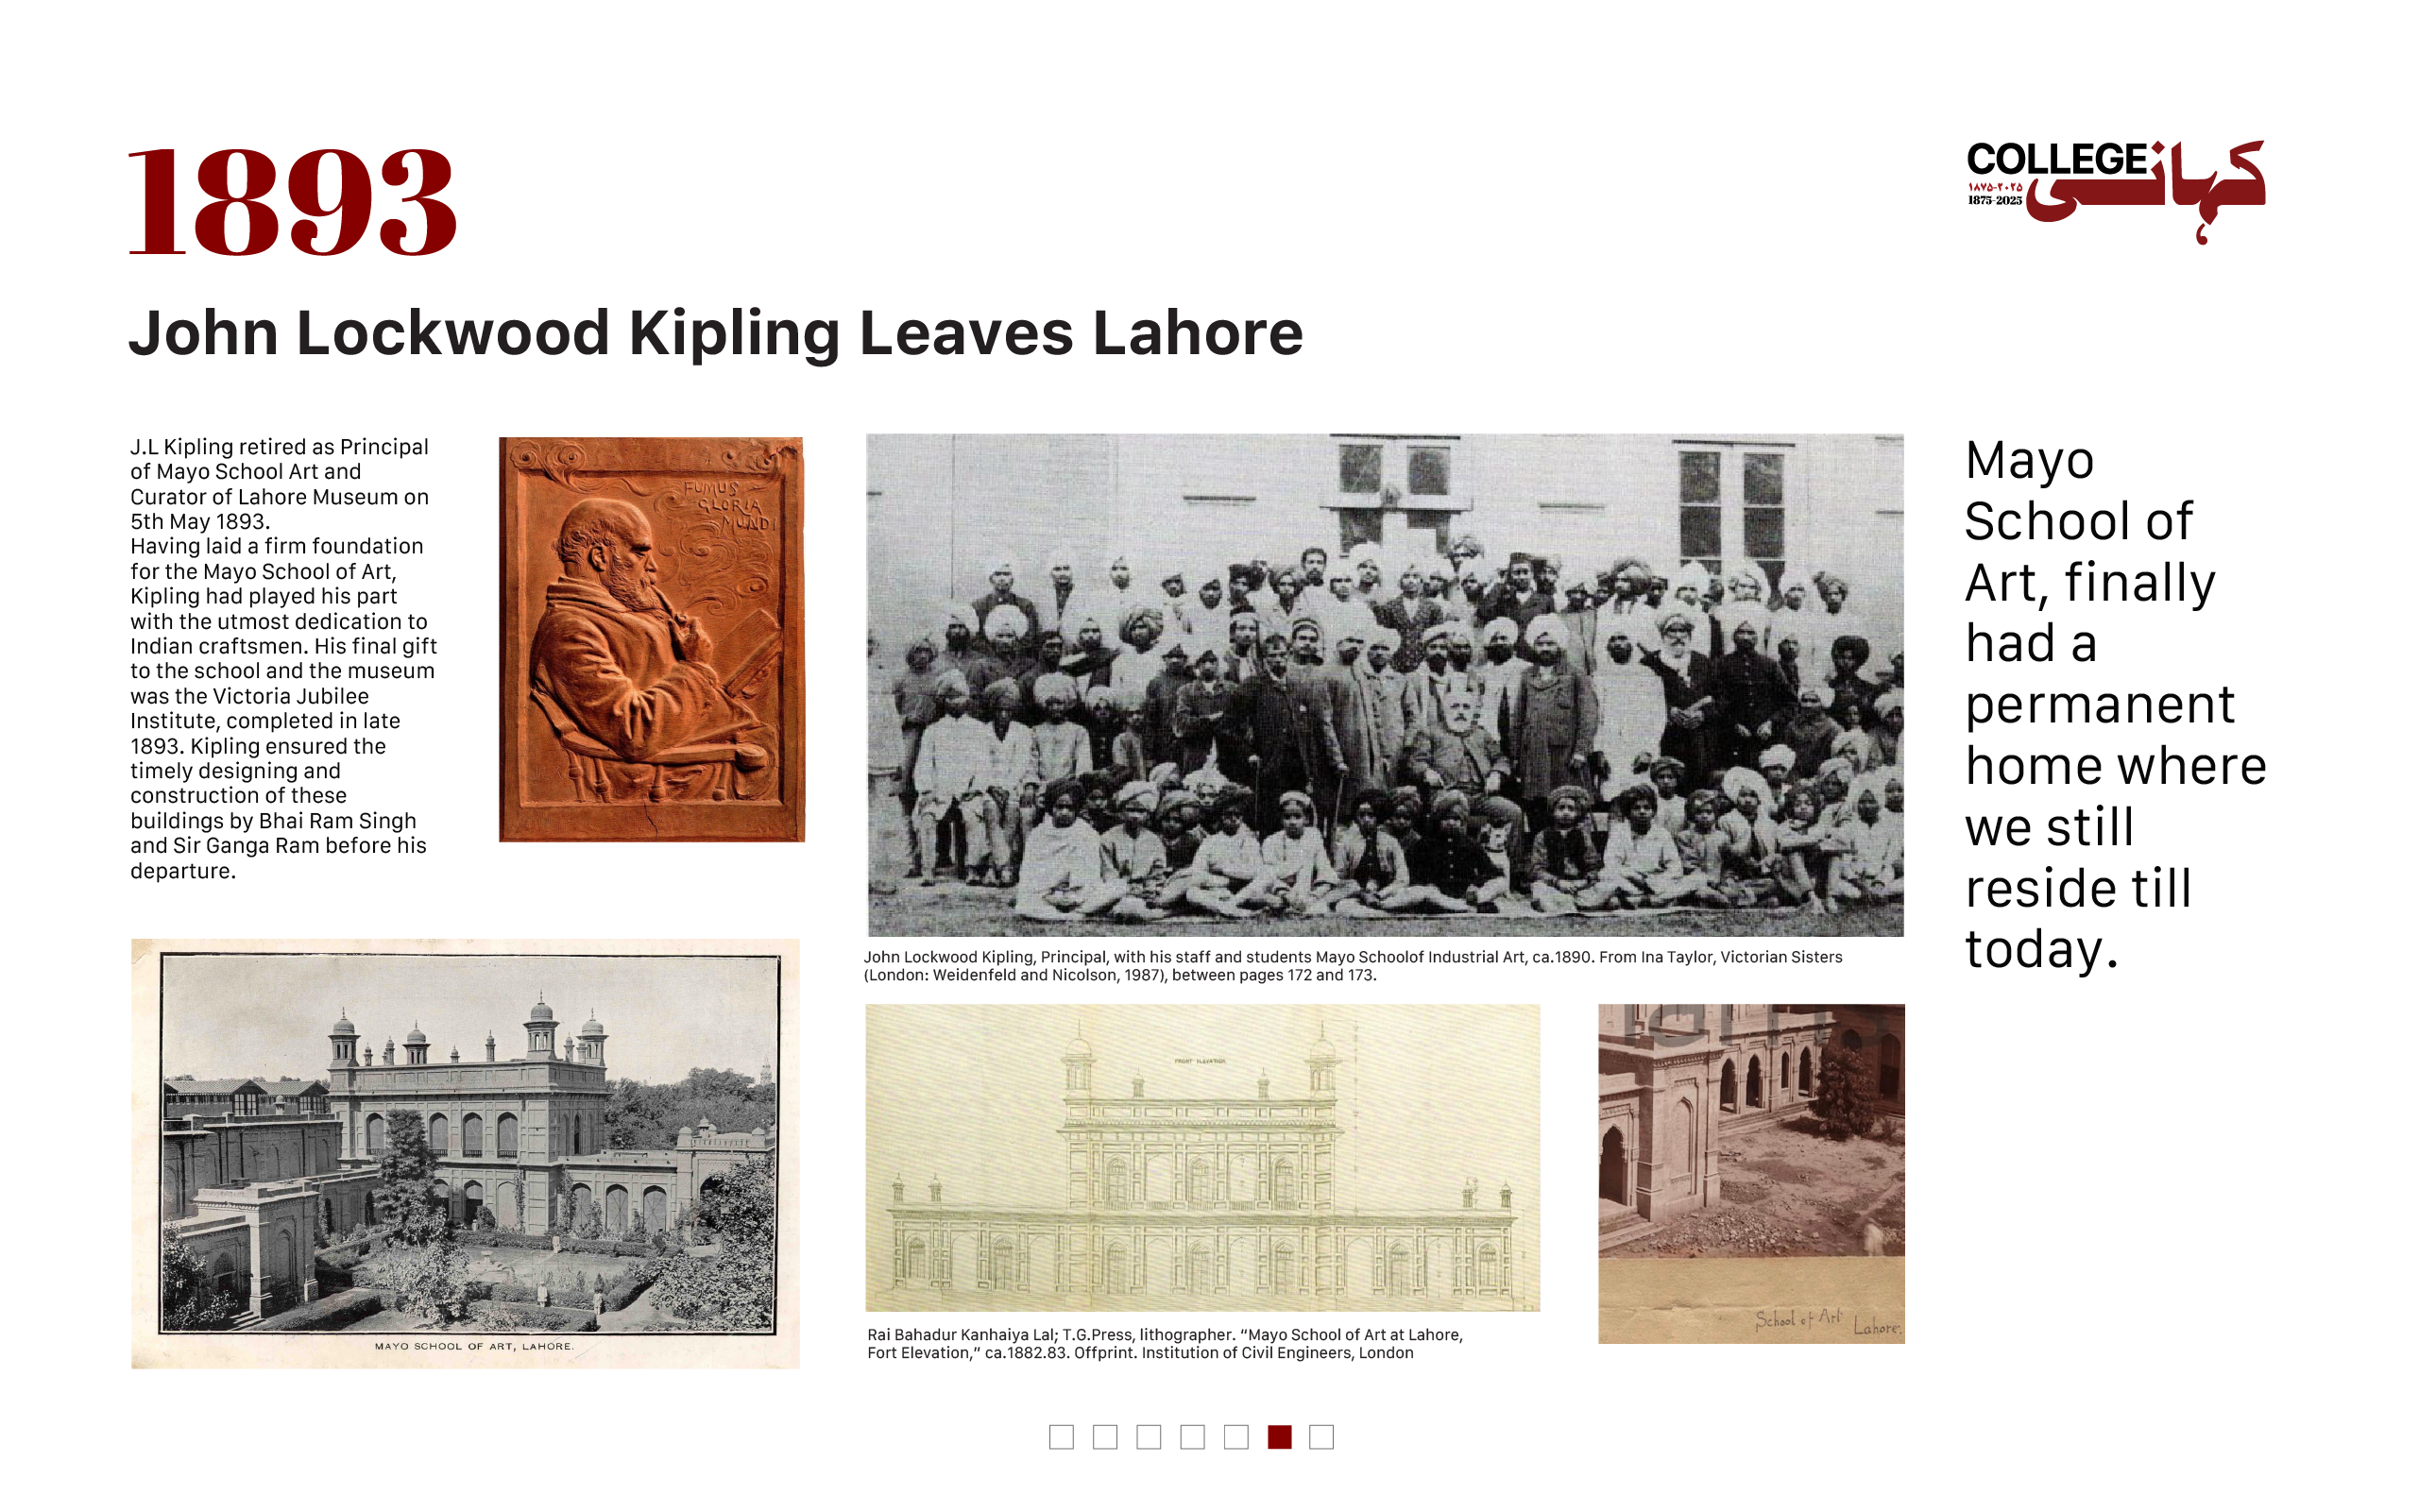 1893
COLLEGE کہانی
۱۸۷۵-۲۰۲۵
1875-2025
John Lockwood Kipling Leaves Lahore
J.L Kipling retired as Principal
of Mayo School Art and
Curator of Lahore Museum on
5th May 1893.
Having laid a firm foundation
for the Mayo School of Art,
Kipling had played his part
with the utmost dedication to
Indian craftsmen. His final gift
to the school and the museum
was the Victoria Jubilee
Institute, completed in late
1893. Kipling ensured the
timely designing and
construction of these
buildings by Bhai Ram Singh
and Sir Ganga Ram before his
departure.
FUMUS
GLORIA
MUNDI
John Lockwood Kipling, Principal, with his staff and students Mayo Schoolof Industrial Art, ca.1890. From Ina Taylor, Victorian Sisters
(London: Weidenfeld and Nicolson, 1987), between pages 172 and 173.
Mayo
School of
Art, finally
had a
permanent
home where
we still
reside till
today.
MAYO SCHOOL OF ART, LAHORE.
FRONT ELEVATION.
Rai Bahadur Kanhaiya Lal; T.G.Press, lithographer. “Mayo School of Art at Lahore,
Fort Elevation,” ca.1882.83. Offprint. Institution of Civil Engineers, London
School of Art
Lahore.